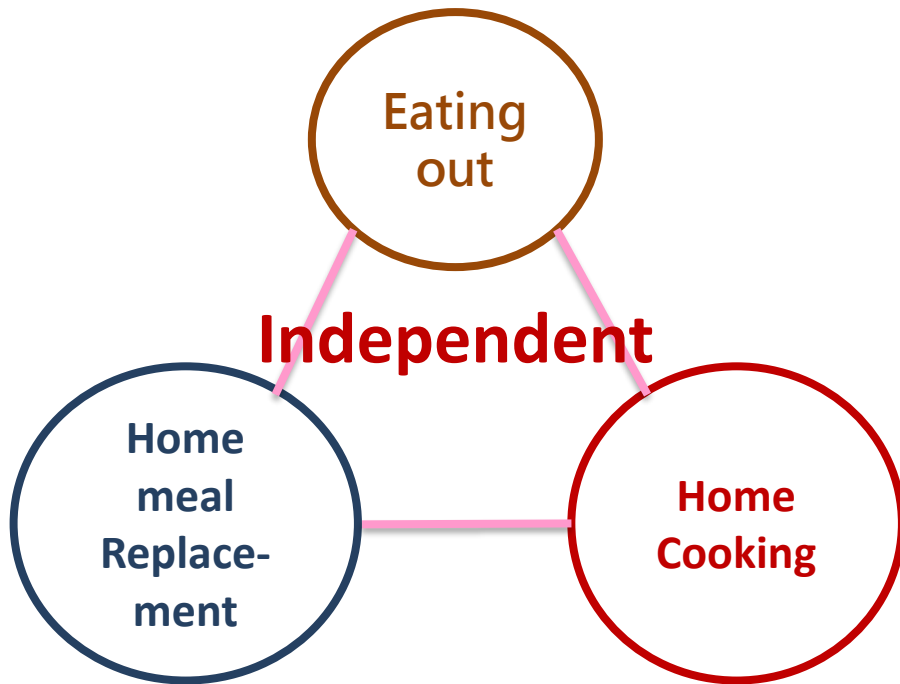 Eating
out
Independent
Home
meal
Replace-
ment
Home
Cooking